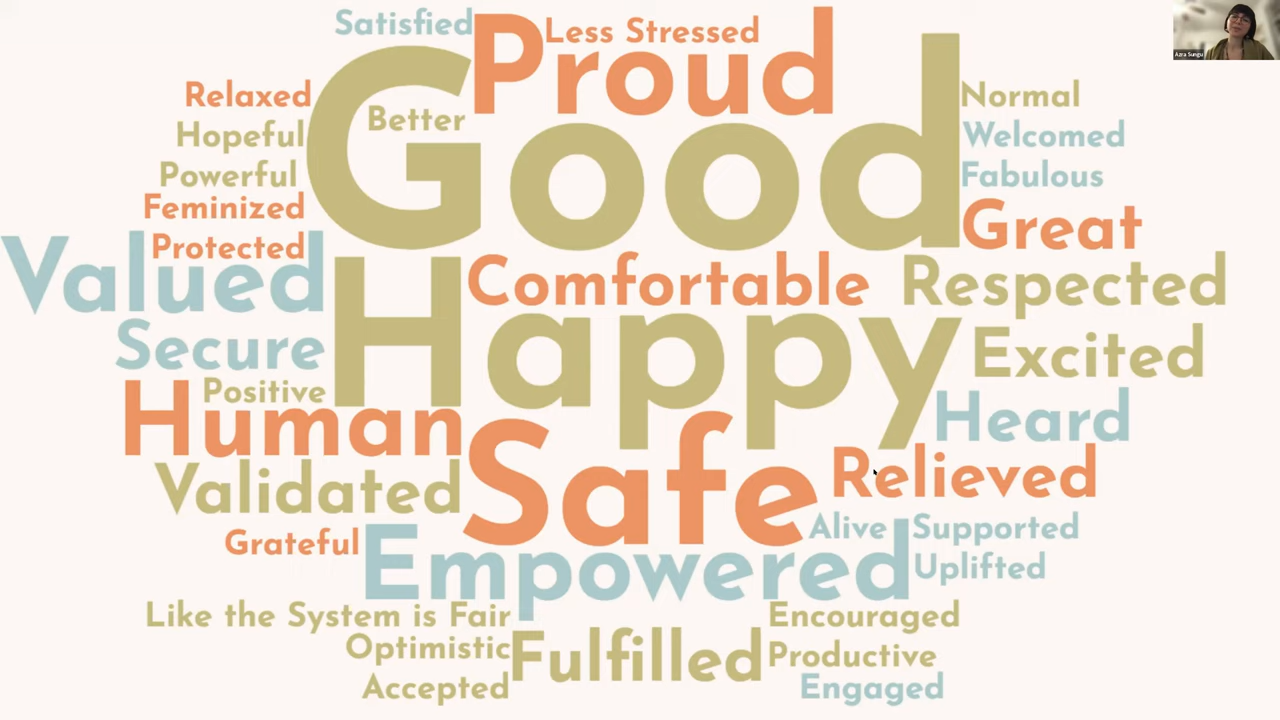 Satisfied
Proud
Less Stressed
Good
Relaxed
Better
Normal
Hopeful
Welcomed
Powerful
Fabulous
Feminized
Great
Protected
Valued
Comfortable
Respected
Happy
Secure
Excited
Positive
Human
Heard
Safe
Validated
Relieved
Grateful
Alive
Supported
Empowered
Uplifted
Like the System is Fair
Encouraged
Optimistic
Fulfilled
Productive
Accepted
Engaged
Azra Sungu